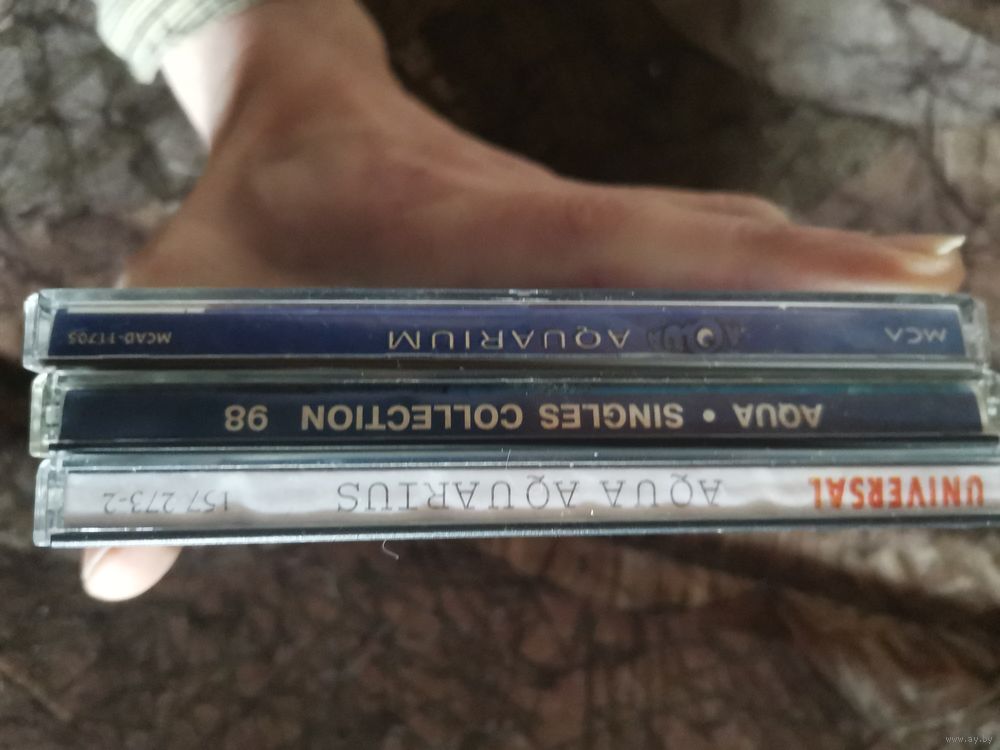 MCA AQUA AQUARIUM MCAD-11705
AQUA • SINGLES COLLECTION 98
UNIVERSAL AQUA AQUARIUS 157 273-2
www.ay.by